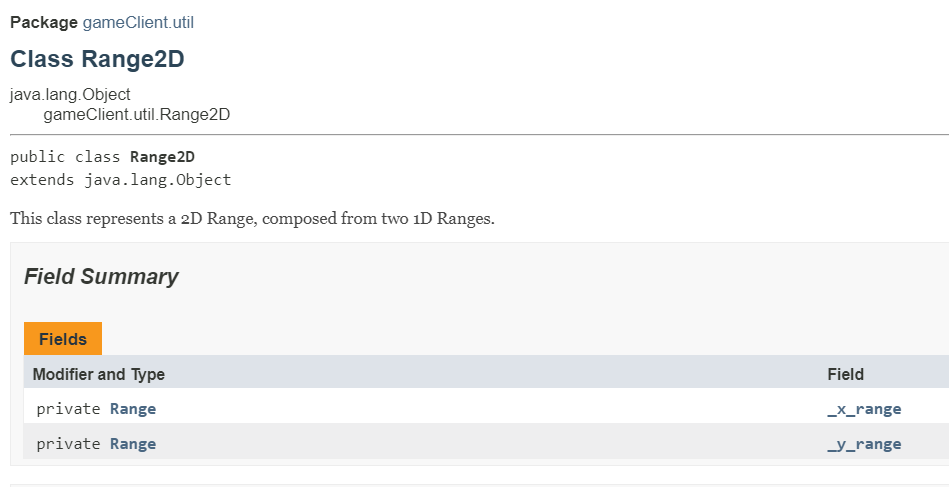 Package gameClient.util
Class Range2D
java.lang.Object
gameClient.util.Range2D
public class Range2D
extends java.lang.Object
This class represents a 2D Range, composed from two 1D Ranges.
Field Summary
Fields
Modifier and Type Field
private Range _x_range
private Range _y_range